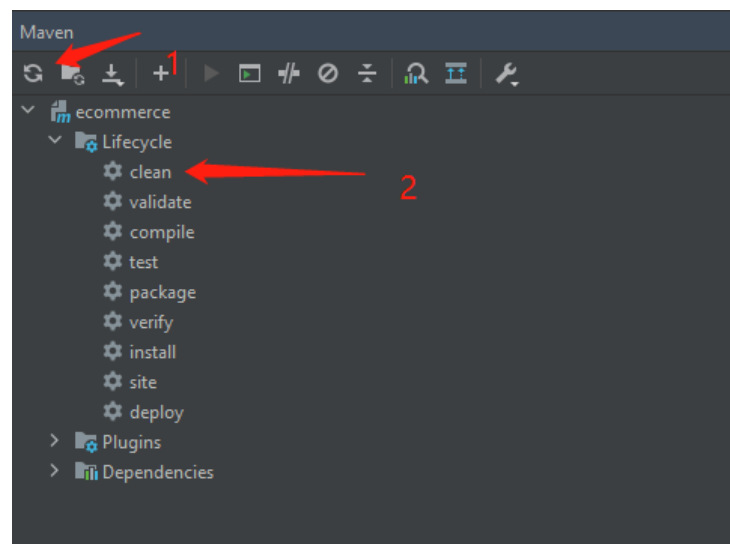 Maven
1
ecommerce
Lifecycle
clean
2
validate
compile
test
package
verify
install
site
deploy
Plugins
Dependencies